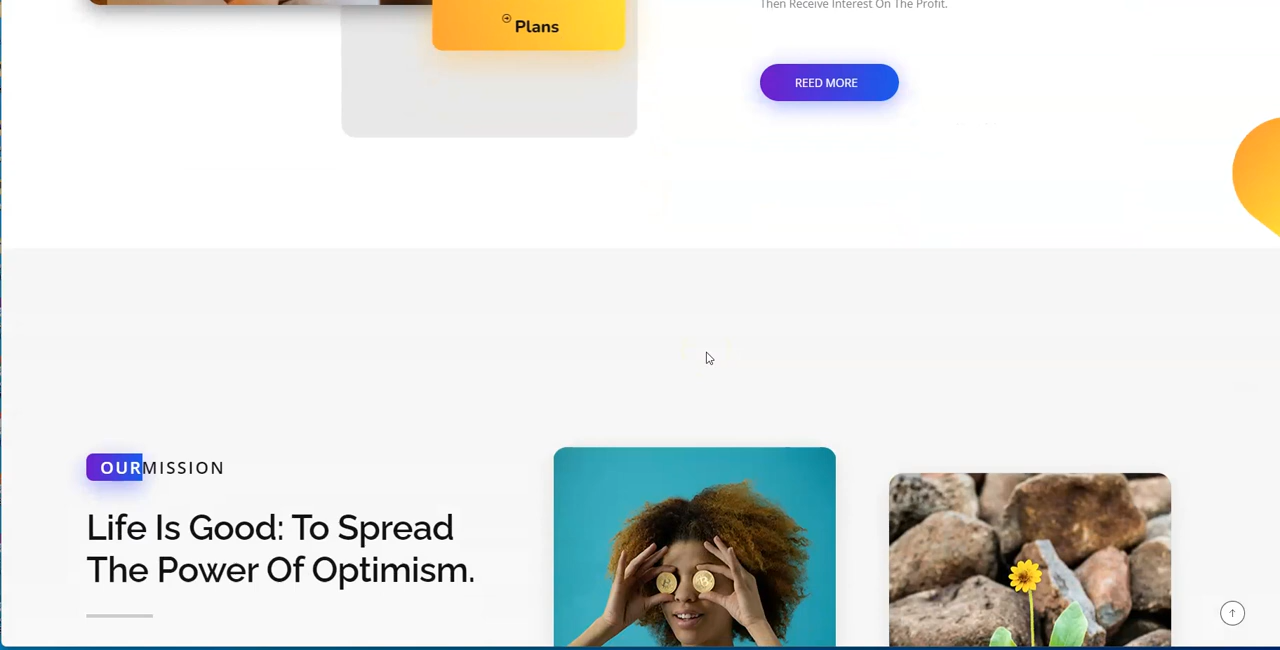 Then Receive Interest On The Profit.
Plans
REED MORE
OURMISSION
Life Is Good: To Spread
The Power Of Optimism.